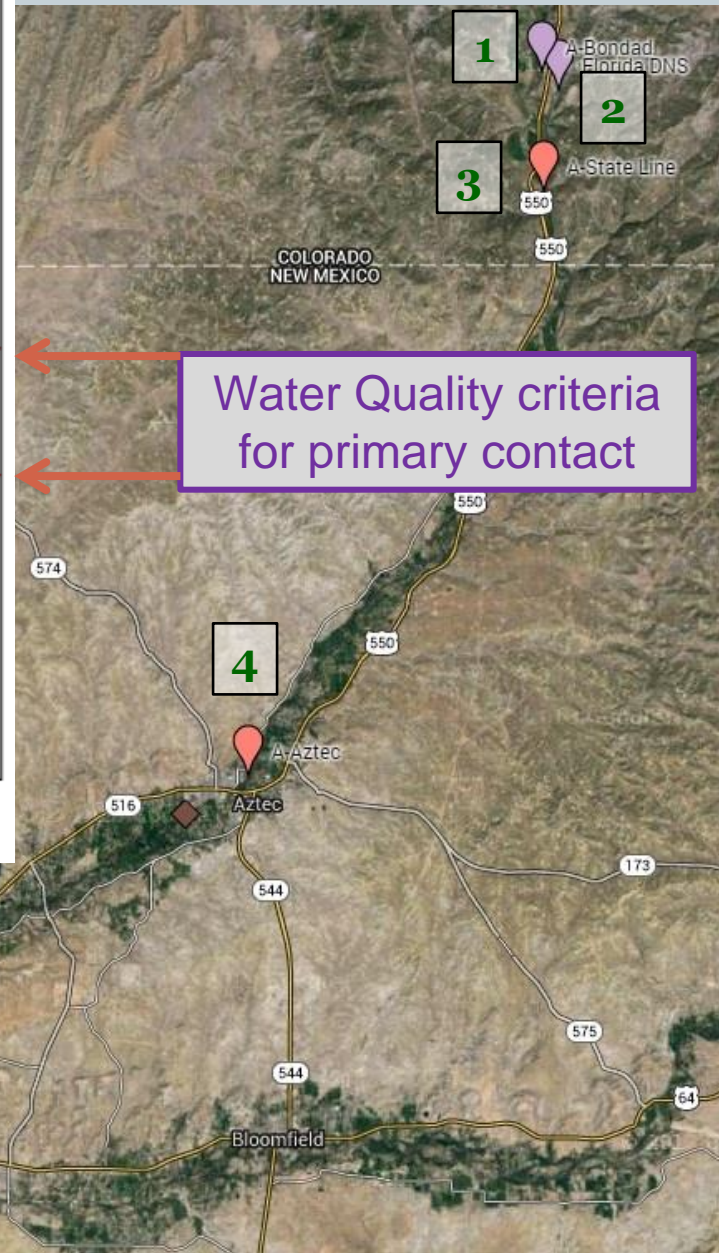 1
A-Bondad
Florida DNS
2
3
A-State Line
550
COLORADO
NEW MEXICO
550
Water Quality criteria
for primary contact
550
574
550
4
A-Aztec
516
Aztec
173
544
575
544
64
Bloomfield